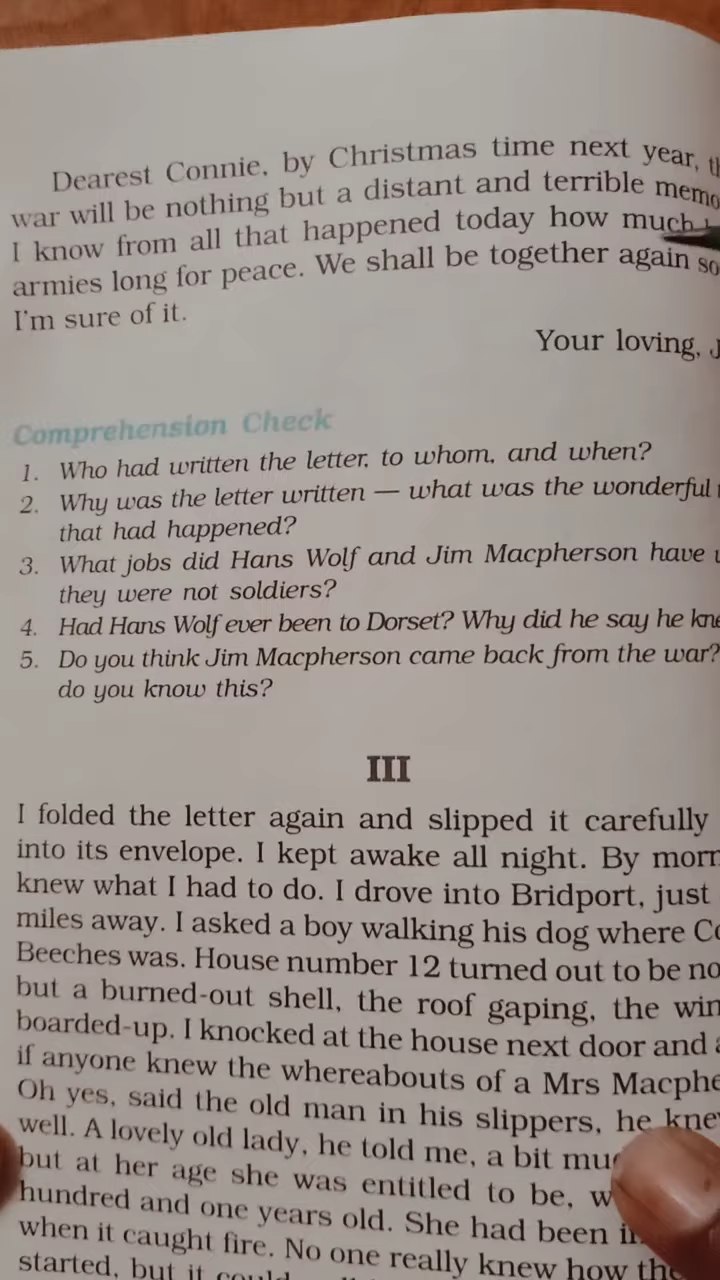 Dearest Connie, by Christmas time next year,
war will be nothing but a distant and terrible
I know from all that happened today how much
armies long for peace. We shall be together again
I'm sure of it.
Your loving,
Comprehension Check
1. Who had written the letter, to whom, and when?
2. Why was the letter written — what was the wonderful
that had happened?
3. What jobs did Hans Wolf and Jim Macpherson have
they were not soldiers?
4. Had Hans Wolf ever been to Dorset? Why did he say he
5. Do you think Jim Macpherson came back from the war?
do you know this?
III
I folded the letter again and slipped it carefully
into its envelope. I kept awake all night. By
knew what I had to do. I drove into Bridport, just
miles away. I asked a boy walking his dog where
Beeches was. House number 12 turned out to be
but a burned-out shell, the roof gaping, the
boarded-up. I knocked at the house next door and
if anyone knew the whereabouts of a Mrs
Oh yes, said the old man in his slippers, he
well. A lovely old lady, he told me, a bit
but at her age she was entitled to be,
hundred and one years old. She had been
when it caught fire. No one really knew how
started, but it